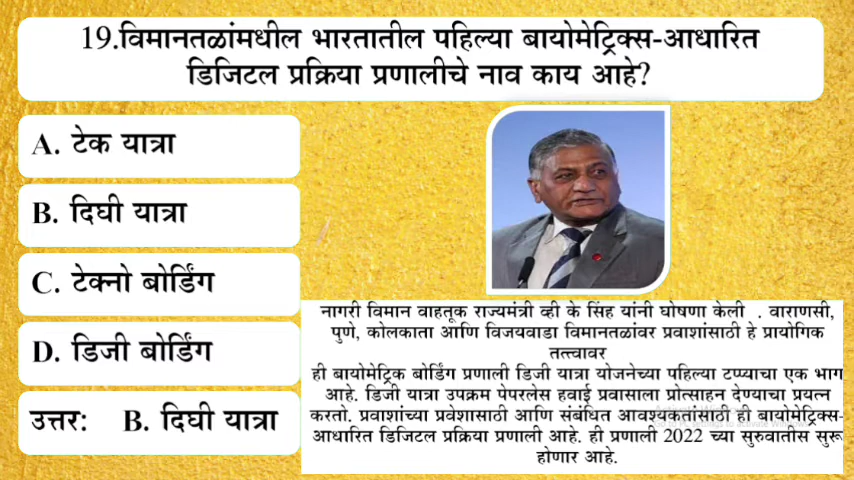 19.विमानतळांमधील भारतातील पहिल्या बायोमेट्रिक्स-आधारित
डिजिटल प्रक्रिया प्रणालीचे नाव काय आहे?
A. टेक यात्रा
B. दिघी यात्रा
C. टेक्नो बोर्डिंग
D. डिजी बोर्डिंग
उत्तर: B. दिघी यात्रा
नागरी विमान वाहतूक राज्यमंत्री व्ही के सिंह यांनी घोषणा केली . वाराणसी,
पुणे, कोलकाता आणि विजयवाडा विमानतळांवर प्रवाशांसाठी हे प्रायोगिक
तत्त्वावर
ही बायोमेट्रिक बोर्डिंग प्रणाली डिजी यात्रा योजनेच्या पहिल्या टप्प्याचा एक भाग
आहे. डिजी यात्रा उपक्रम पेपरलेस हवाई प्रवासाला प्रोत्साहन देण्याचा प्रयत्न
करतो. प्रवाशांच्या प्रवेशासाठी आणि संबंधित आवश्यकतांसाठी ही बायोमेट्रिक्स-
आधारित डिजिटल प्रक्रिया प्रणाली आहे. ही प्रणाली 2022 च्या सुरुवातीस सुरू
होणार आहे.